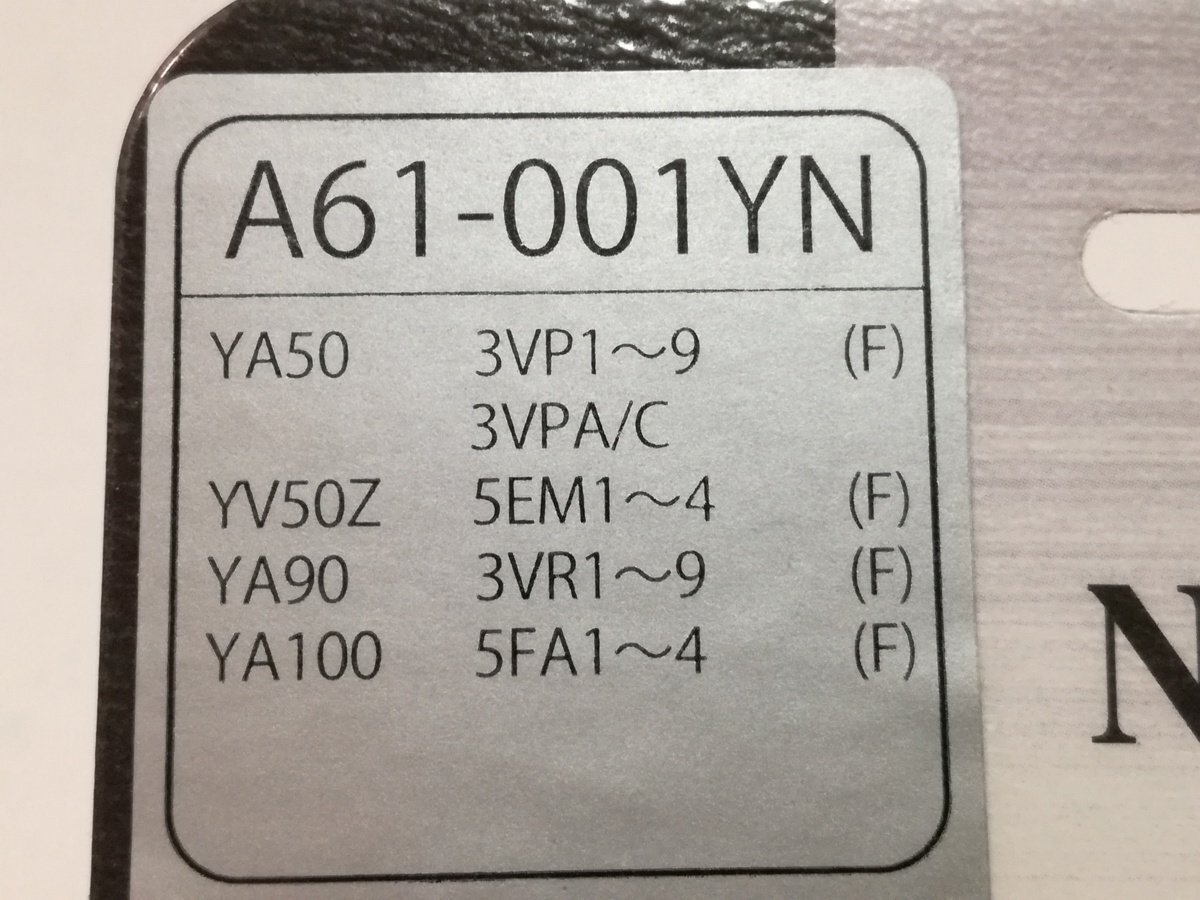 A61-001YN
YA50 3VP1～9 (F)
3VPA/C
YV50Z 5EM1～4 (F)
YA90 3VR1～9 (F)
YA100 5FA1～4 (F)
N